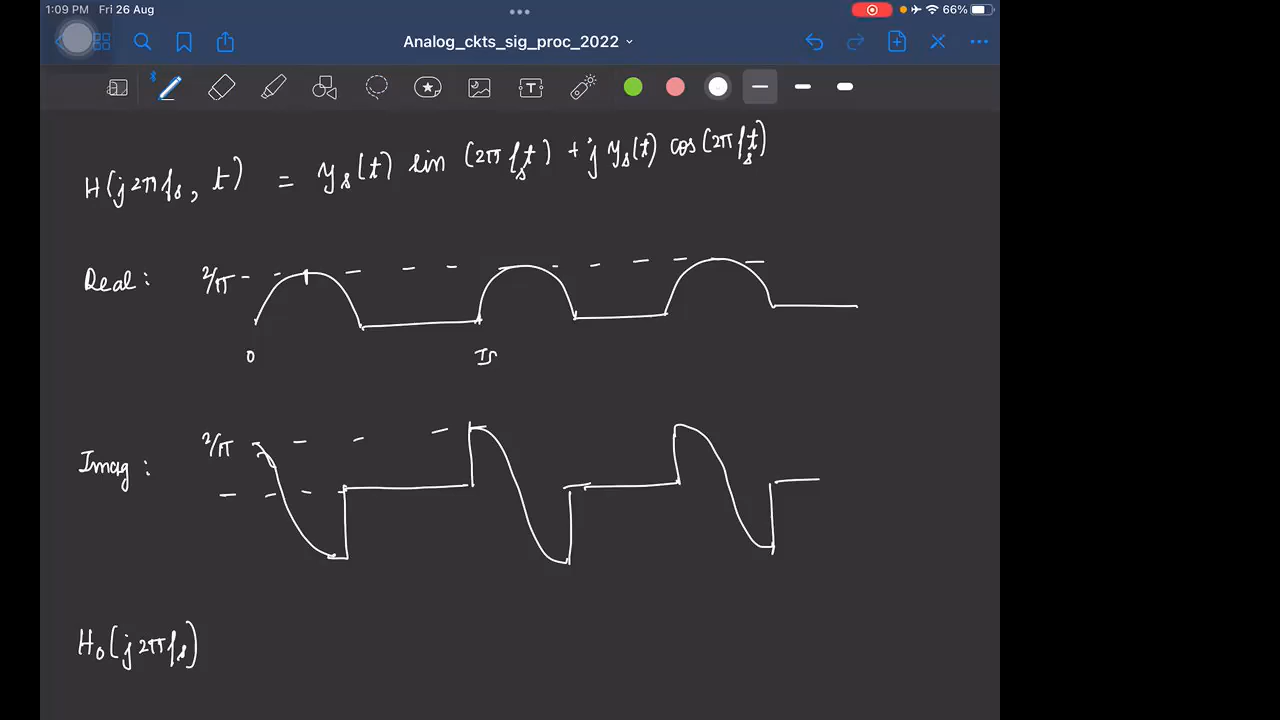 1:09 PM Fri 26 Aug
66%
Analog_ckts_sig_proc_2022
T
H(j2πfs, t) = ys(t) sin (2πfst) + j ys(t) cos(2πfst)
Real: 2/π
0 Ts
Imag: 2/π
H0(j2πfs)